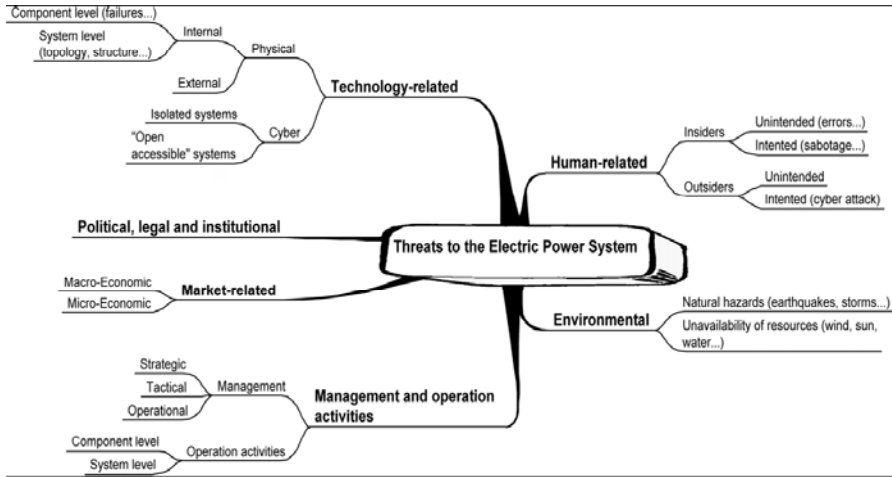 Component level (failures...)
Internal
System level
(topology, structure...)
Physical
External
Technology-related
Isolated systems
Cyber
"Open
accessible" systems
Unintended (errors...)
Insiders
Intented (sabotage...)
Human-related
Unintended
Outsiders
Intented (cyber attack)
Political, legal and institutional
Threats to the Electric Power System
Macro-Economic
Market-related
Micro-Economic
Natural hazards (earthquakes, storms...)
Environmental
Unavailability of resources (wind, sun,
water...)
Strategic
Tactical
Management
Operational
Management and operation
activities
Component level
Operation activities
System level